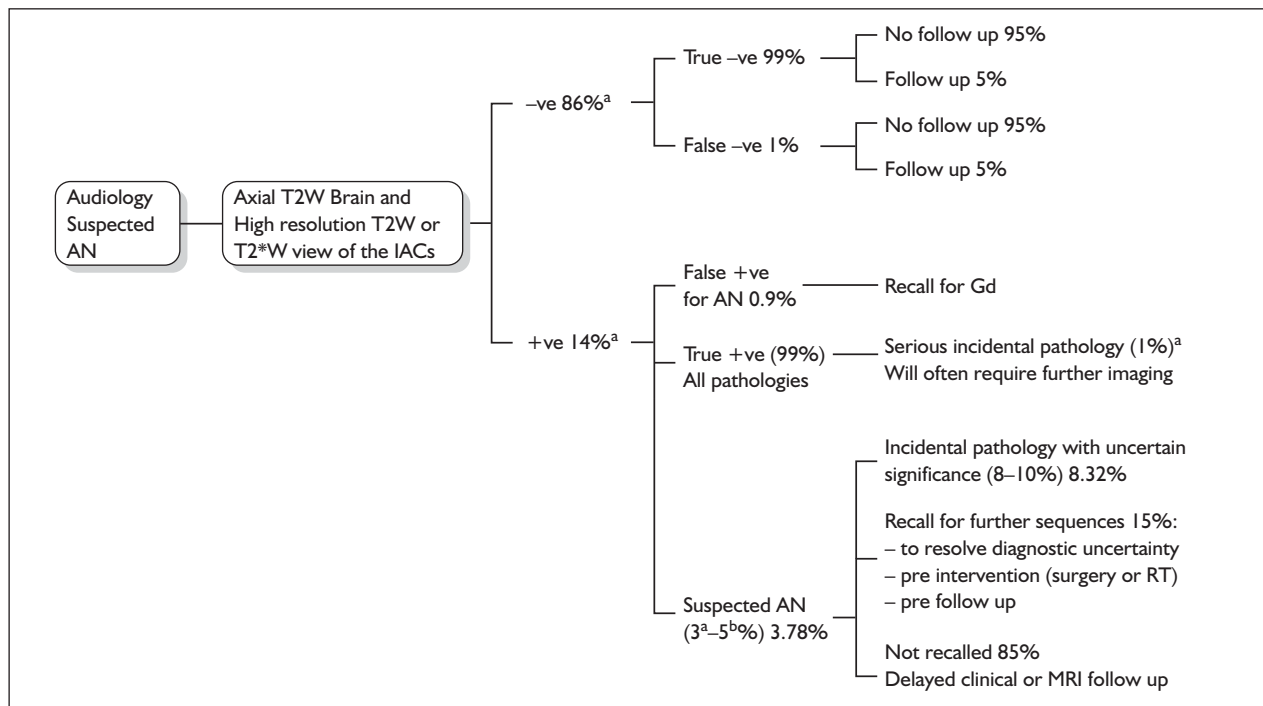 Audiology
Suspected
AN
Axial T2W Brain and
High resolution T2W or
T2*W view of the IACs
–ve 86%ᵃ
True –ve 99%
No follow up 95%
Follow up 5%
False –ve 1%
No follow up 95%
Follow up 5%
+ve 14%ᵃ
False +ve
for AN 0.9%
Recall for Gd
True +ve (99%)
All pathologies
Serious incidental pathology (1%)ᵃ
Will often require further imaging
Suspected AN
(3ᵃ–5ᵇ%) 3.78%
Incidental pathology with uncertain
significance (8–10%) 8.32%
Recall for further sequences 15%:
– to resolve diagnostic uncertainty
– pre intervention (surgery or RT)
– pre follow up
Not recalled 85%
Delayed clinical or MRI follow up